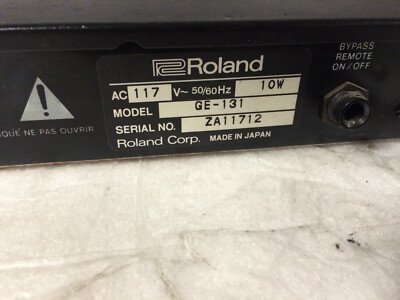 Roland
AC 117 V~ 50/60Hz 10W
MODEL GE-131
SERIAL NO. ZA11712
Roland Corp. MADE IN JAPAN
BYPASS
REMOTE
ON/OFF
QUE NE PAS OUVRIR